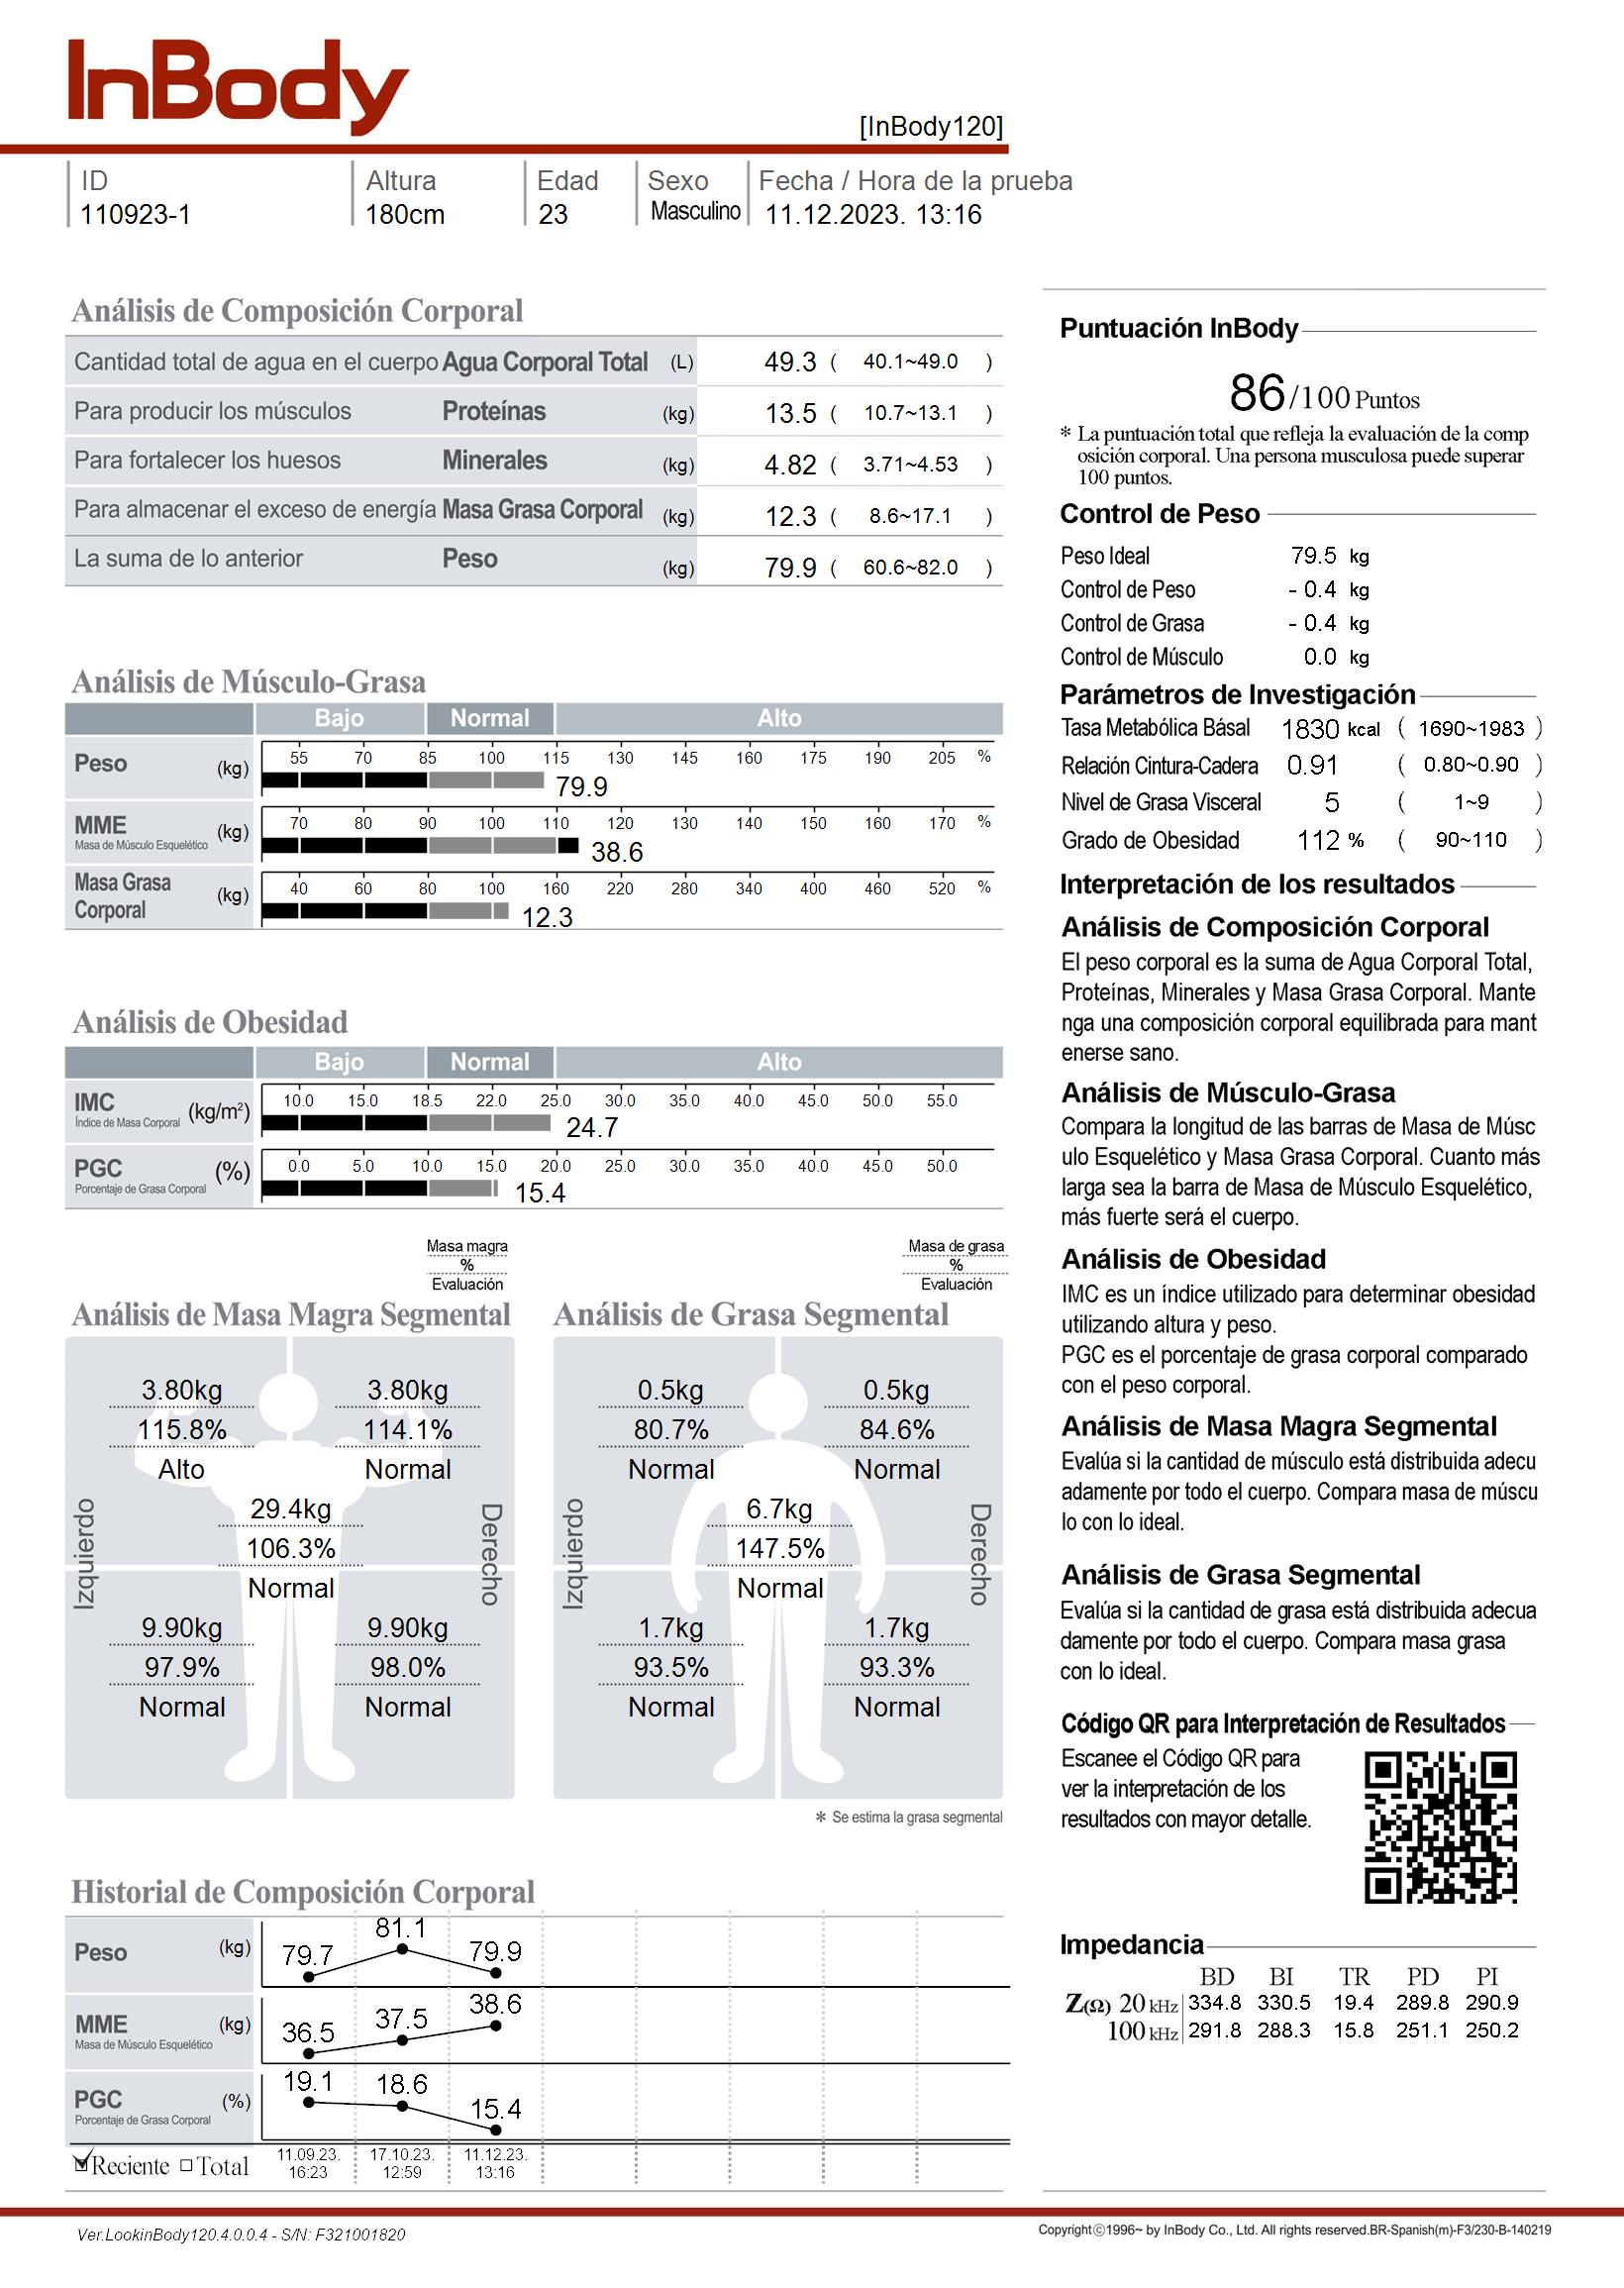 InBody
[InBody120]
ID Altura Edad Sexo Fecha / Hora de la prueba
110923-1 180cm 23 Masculino 11.12.2023. 13:16
Análisis de Composición Corporal
Cantidad total de agua en el cuerpo Agua Corporal Total (L) 49.3 ( 40.1~49.0 )
Para producir los músculos Proteínas (kg) 13.5 ( 10.7~13.1 )
Para fortalecer los huesos Minerales (kg) 4.82 ( 3.71~4.53 )
Para almacenar el exceso de energía Masa Grasa Corporal (kg) 12.3 ( 8.6~17.1 )
La suma de lo anterior Peso (kg) 79.9 ( 60.6~82.0 )
Análisis de Músculo-Grasa
Bajo Normal Alto
Peso (kg) 55 70 85 100 115 130 145 160 175 190 205 %
79.9
MME (kg) 70 80 90 100 110 120 130 140 150 160 170 %
Masa de Músculo Esquelético 38.6
Masa Grasa Corporal (kg) 40 60 80 100 160 220 280 340 400 460 520 %
12.3
Análisis de Obesidad
Bajo Normal Alto
IMC (kg/m²) 10.0 15.0 18.5 22.0 25.0 30.0 35.0 40.0 45.0 50.0 55.0
Índice de Masa Corporal 24.7
PGC (%) 0.0 5.0 10.0 15.0 20.0 25.0 30.0 35.0 40.0 45.0 50.0
Porcentaje de Grasa Corporal 15.4
Masa magra
%
Evaluación
Análisis de Masa Magra Segmental
3.80kg 3.80kg
115.8% 114.1%
Alto Normal
Izquierdo
29.4kg
106.3%
Normal
Derecho
9.90kg 9.90kg
97.9% 98.0%
Normal Normal
Masa de grasa
%
Evaluación
Análisis de Grasa Segmental
0.5kg 0.5kg
80.7% 84.6%
Normal Normal
Izquierdo
6.7kg
147.5%
Normal
Derecho
1.7kg 1.7kg
93.5% 93.3%
Normal Normal
* Se estima la grasa segmental
Historial de Composición Corporal
Peso (kg) 79.7 81.1 79.9
MME (kg) 36.5 37.5 38.6
Masa de Músculo Esquelético
PGC (%) 19.1 18.6 15.4
Porcentaje de Grasa Corporal
Reciente Total 11.09.23. 17.10.23. 11.12.23.
16:23 12:59 13:16
Puntuación InBody
86/100 Puntos
* La puntuación total que refleja la evaluación de la comp
osición corporal. Una persona musculosa puede superar
100 puntos.
Control de Peso
Peso Ideal 79.5 kg
Control de Peso - 0.4 kg
Control de Grasa - 0.4 kg
Control de Músculo 0.0 kg
Parámetros de Investigación
Tasa Metabólica Básal 1830 kcal ( 1690~1983 )
Relación Cintura-Cadera 0.91 ( 0.80~0.90 )
Nivel de Grasa Visceral 5 ( 1~9 )
Grado de Obesidad 112 % ( 90~110 )
Interpretación de los resultados
Análisis de Composición Corporal
El peso corporal es la suma de Agua Corporal Total,
Proteínas, Minerales y Masa Grasa Corporal. Mante
nga una composición corporal equilibrada para mant
enerse sano.
Análisis de Músculo-Grasa
Compara la longitud de las barras de Masa de Músc
ulo Esquelético y Masa Grasa Corporal. Cuanto más
larga sea la barra de Masa de Músculo Esquelético,
más fuerte será el cuerpo.
Análisis de Obesidad
IMC es un índice utilizado para determinar obesidad
utilizando altura y peso.
PGC es el porcentaje de grasa corporal comparado
con el peso corporal.
Análisis de Masa Magra Segmental
Evalúa si la cantidad de músculo está distribuida adecu
adamente por todo el cuerpo. Compara masa de múscu
lo con lo ideal.
Análisis de Grasa Segmental
Evalúa si la cantidad de grasa está distribuida adecua
damente por todo el cuerpo. Compara masa grasa
con lo ideal.
Código QR para Interpretación de Resultados
Escanee el Código QR para
ver la interpretación de los
resultados con mayor detalle.
Impedancia
BD BI TR PD PI
Z(Ω) 20 kHz 334.8 330.5 19.4 289.8 290.9
100 kHz 291.8 288.3 15.8 251.1 250.2
Ver.LookinBody120.4.0.0.4 - S/N: F321001820
Copyright©1996~ by InBody Co., Ltd. All rights reserved.BR-Spanish(m)-F3/230-B-140219